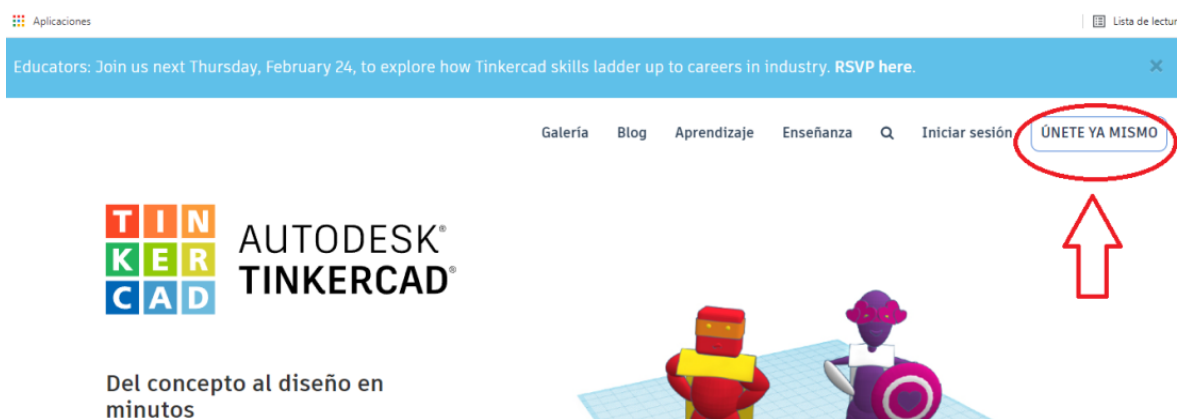 Aplicaciones
Lista de lectur
Educators: Join us next Thursday, February 24, to explore how Tinkercad skills ladder up to careers in industry. RSVP here. ×
Galería Blog Aprendizaje Enseñanza Iniciar sesión ÚNETE YA MISMO
TIN
KER
CAD
AUTODESK®
TINKERCAD®
Del concepto al diseño en
minutos